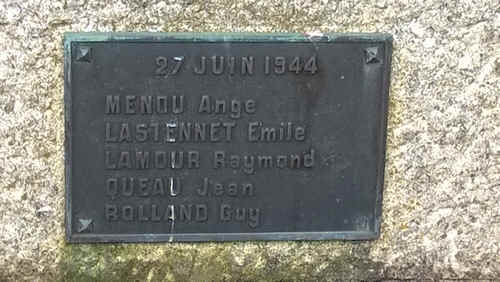 27 JUIN 1944
MENOU Ange
LASTENNET Emile
LAMOUR Raymond
QUEAU Jean
ROLLAND Guy